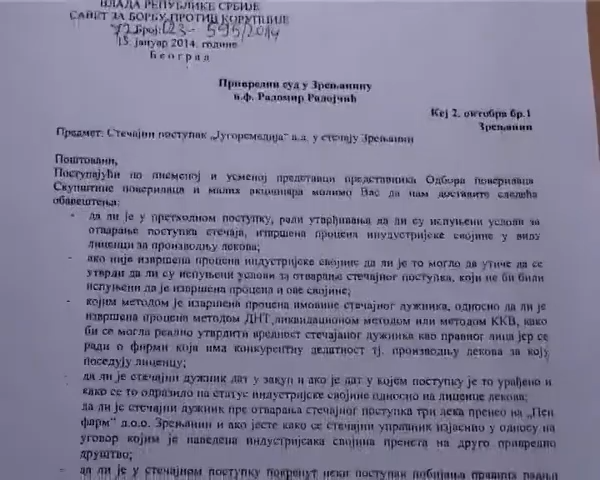 ВЛАДА РЕПУБЛИКЕ СРБИЈЕ
САВЕТ ЗА БОРБУ ПРОТИВ КОРУПЦИЈЕ
72 Број: 023- 595/2014
15. јануар 2014. године
Београд
Привредни суд у Зрењанину
н.ф. Радомир Радојчић
Кеј 2. октобра бр.1
Зрењанин
Предмет: Стечајни поступак „Југоремедија“ а.д. у стечају Зрењанин
Поштовани,
Поступајући по писменој и усменој представци представника Одбора поверилаца
Скупштине поверилаца и малих акционара молимо Вас да нам доставите следећа
обавештења:
- да ли је у претходном поступку, ради утврђивања да ли су испуњени услови за
отварање поступка стечаја, извршена процена индустријске својине у виду
лиценци за производњу лекова;
- ако није извршена процена индустријске својине да ли је то могло да утиче да се
утврди да ли су испуњени услови за отварање стечајног поступка, који не би били
испуњени да је извршена процена и ове својине;
- којим методом је извршена процена имовине стечајног дужника, односно да ли је
извршена процена методом ДНТ,ликвидационом методом или методом ККВ, како
би се могла реално утврдити вредност стечајаног дужника као правног лица јер се
ради о фирми која има конкурентну делатност тј. производњу лекова за коју
поседују лиценцу;
- да ли је стечајни дужник дат у закуп и ако је дат у којем поступку је то урађено и
како се то одразило на статус индустријске својине односно на лиценце лекова;
- да ли је стечајни дужник пре отварања стечајног поступка три лека пренео на „Пен
фарм“ д.о.о. Зрењанин и ако јесте како се стечајни управник изјаснио у односу на
уговор којим је наведена индустријсака својина пренета на друго привредно
друштво;
- да ли је у стечајном поступку покренут неки поступак побијања правних радњи